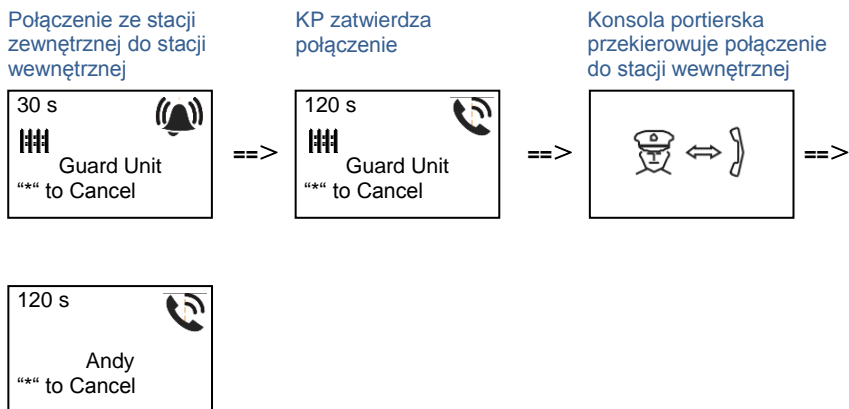 Połączenie ze stacji
zewnętrznej do stacji
wewnętrznej
KP zatwierdza
połączenie
Konsola portierska
przekierowuje połączenie
do stacji wewnętrznej
30 s
Guard Unit
“*“ to Cancel
==>
120 s
Guard Unit
“*“ to Cancel
==>
==>
120 s
Andy
“*“ to Cancel